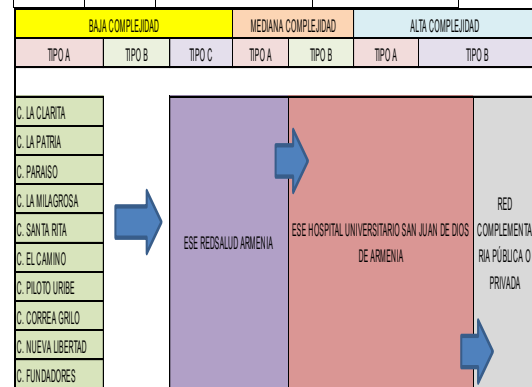 BAJA COMPLEJIDAD MEDIANA COMPLEJIDAD ALTA COMPLEJIDAD
TIPO A TIPO B TIPO C TIPO A TIPO B TIPO A TIPO B
C. LA CLARITA
C. LA PATRIA
C. PARAISO
C. LA MILAGROSA
C. SANTA RITA
C. EL CAMINO
C. PILOTO URIBE
C. CORREA GRILO
C. NUEVA LIBERTAD
C. FUNDADORES
ESE REDSALUD ARMENIA
ESE HOSPITAL UNIVERSITARIO SAN JUAN DE DIOS
DE ARMENIA
RED
COMPLEMENTA
RIA PÚBLICA O
PRIVADA